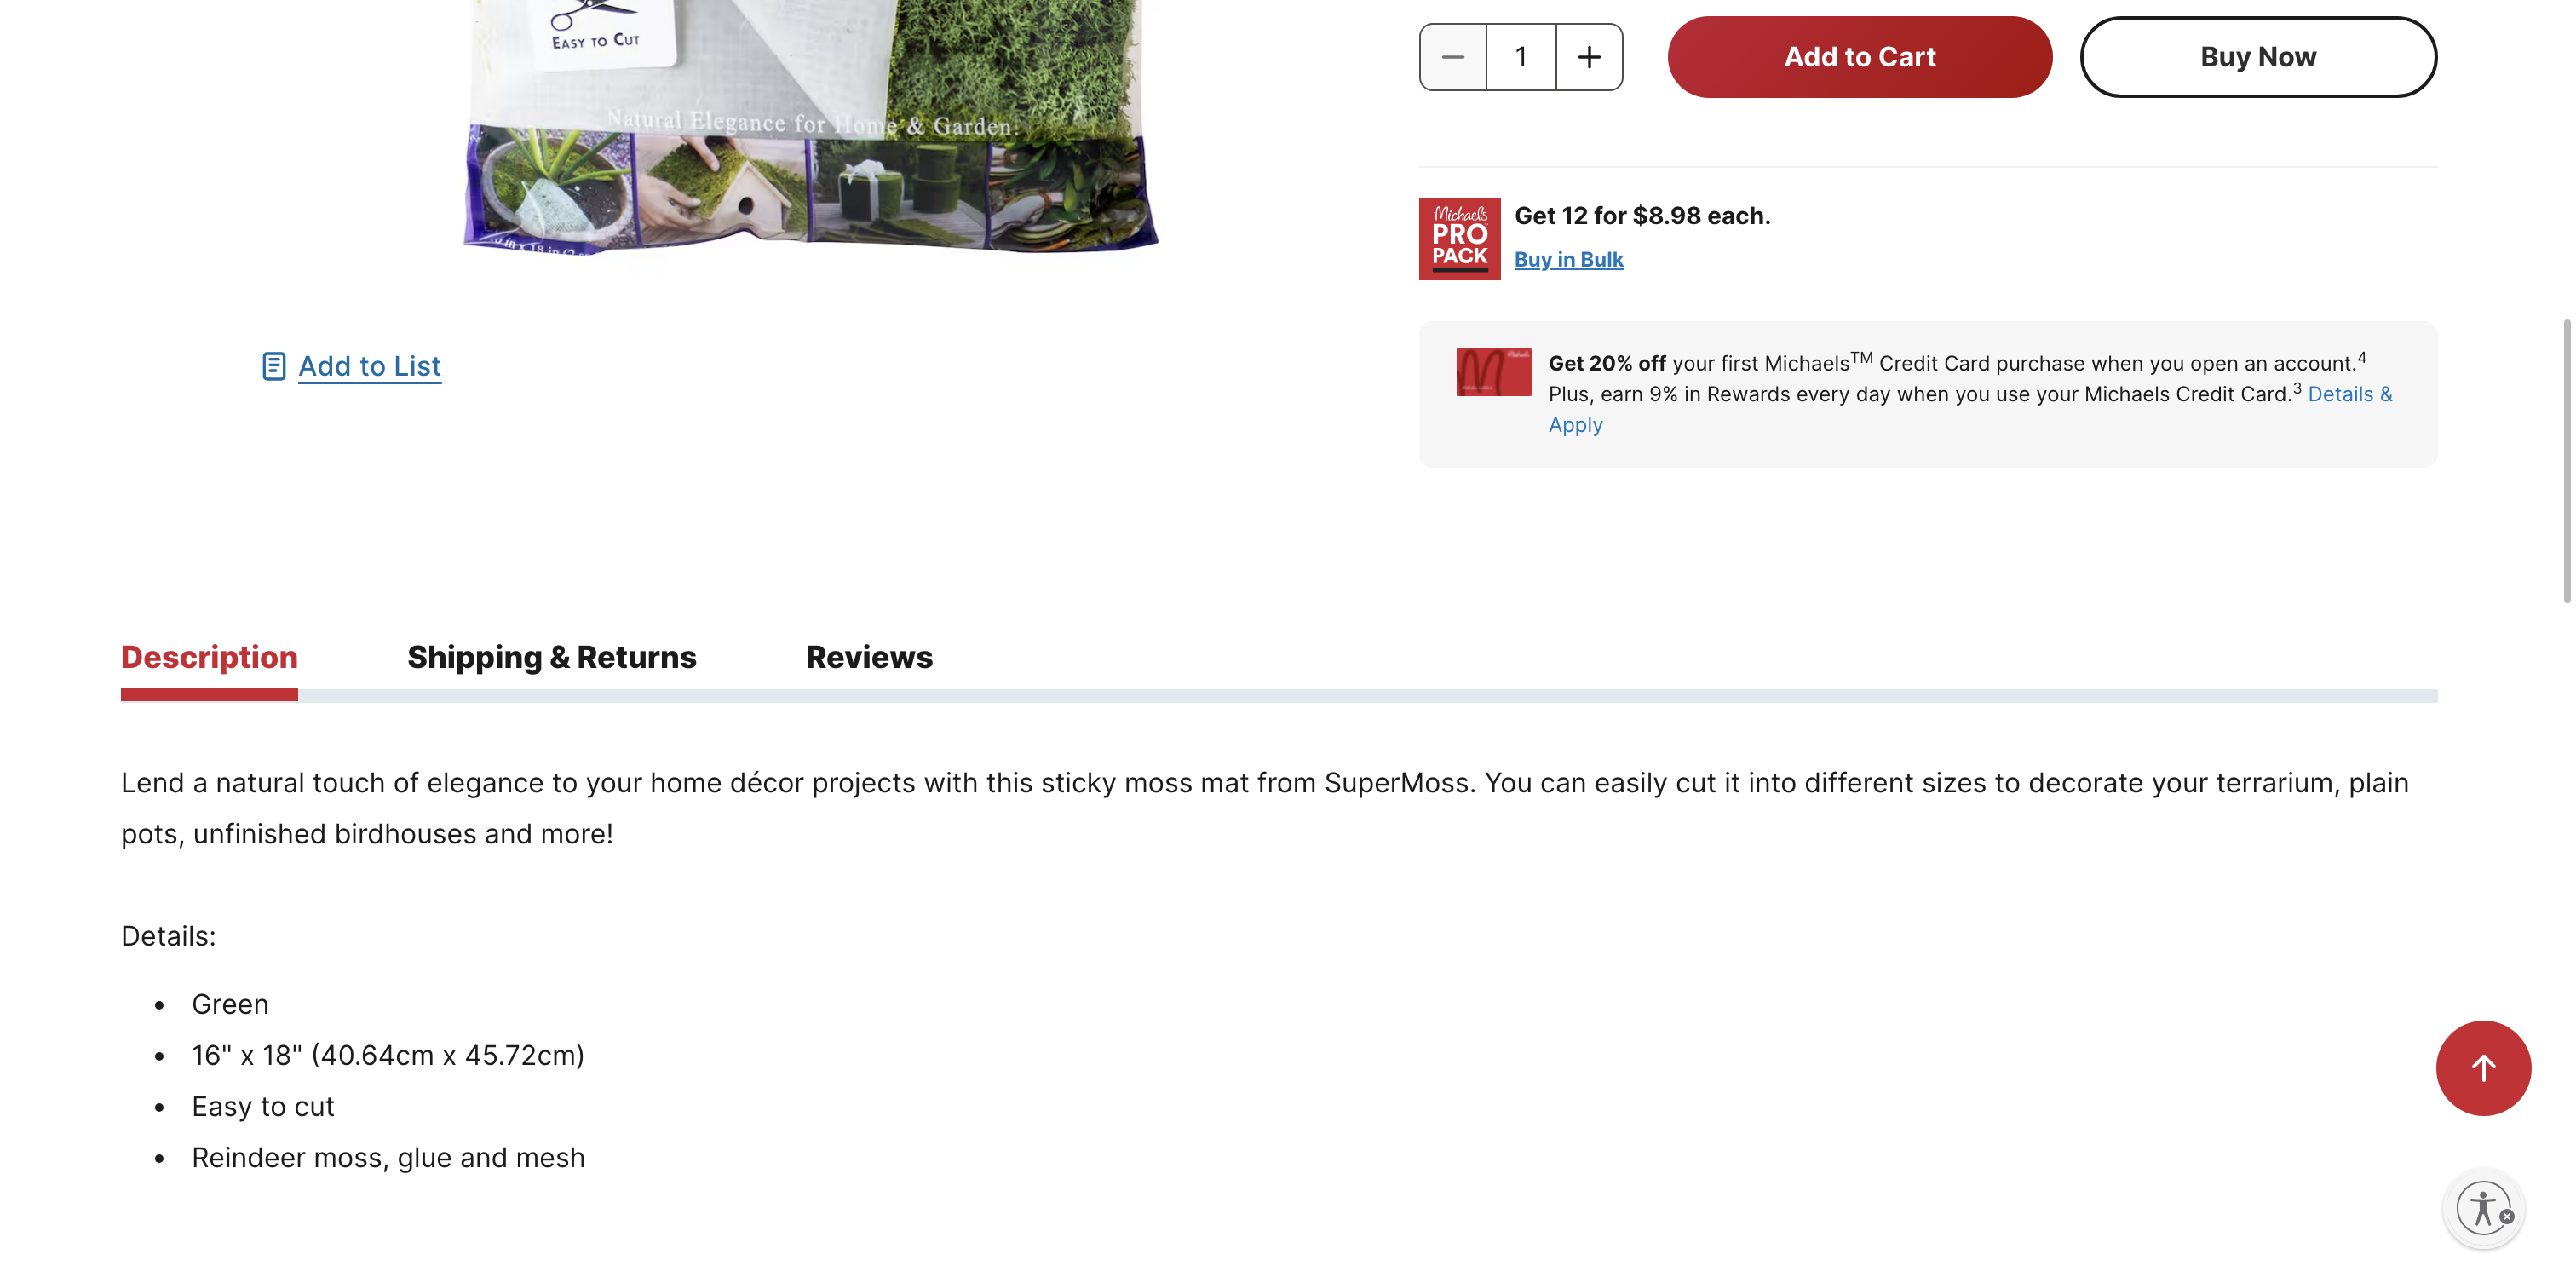 EASY TO CUT
Natural Elegance for Home & Garden.
1
Add to Cart
Buy Now
Michaels
PRO
PACK
Get 12 for $8.98 each.
Buy in Bulk
Add to List
Get 20% off your first Michaels™ Credit Card purchase when you open an account.⁴
Plus, earn 9% in Rewards every day when you use your Michaels Credit Card.³ Details &
Apply
Description
Shipping & Returns
Reviews
Lend a natural touch of elegance to your home décor projects with this sticky moss mat from SuperMoss. You can easily cut it into different sizes to decorate your terrarium, plain
pots, unfinished birdhouses and more!
Details:
• Green
• 16" x 18" (40.64cm x 45.72cm)
• Easy to cut
• Reindeer moss, glue and mesh